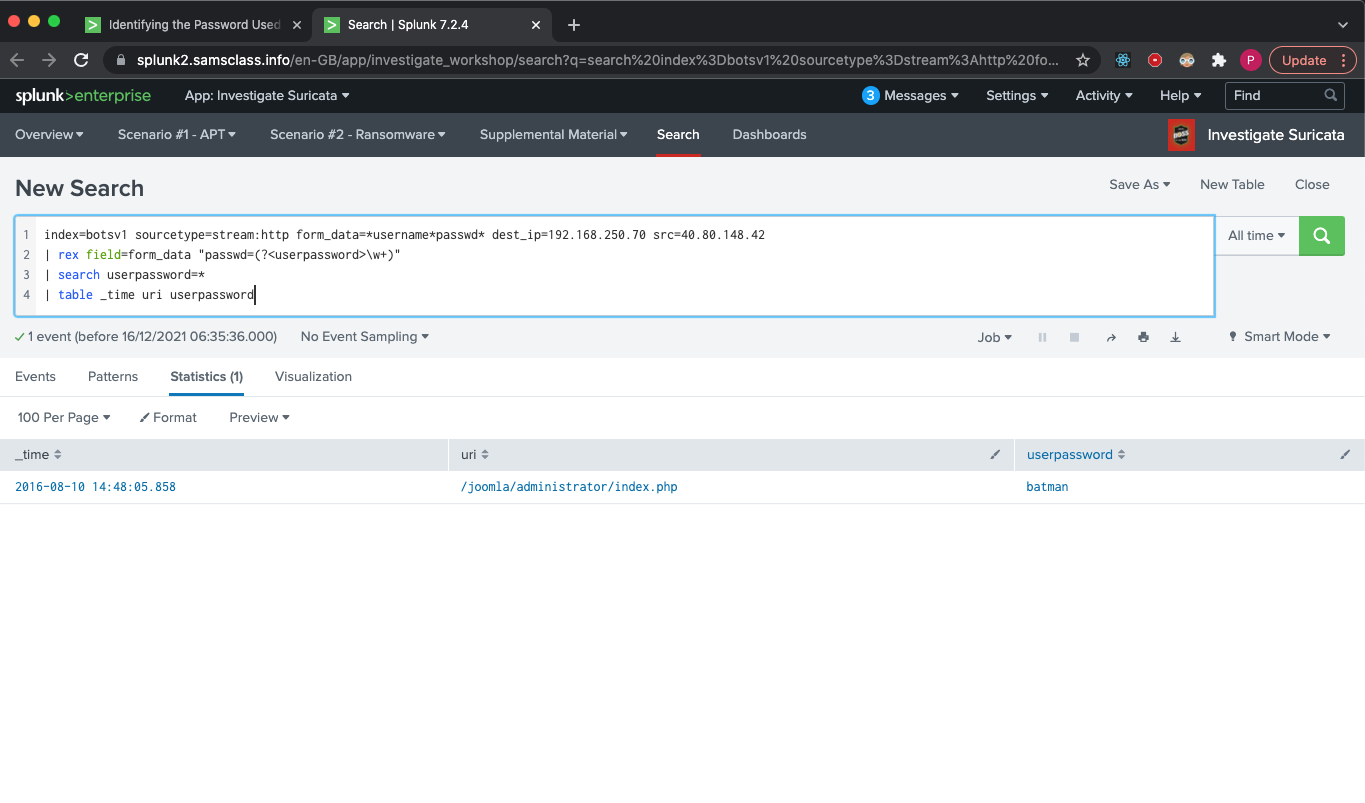 Identifying the Password Used
Search | Splunk 7.2.4
splunk2.samsclass.info/en-GB/app/investigate_workshop/search?q=search%20index%3Dbotsv1%20sourcetype%3Dstream%3Ahttp%20fo...
P
Update
splunk>enterprise App: Investigate Suricata 3 Messages Settings Activity Help Find
Overview Scenario #1 - APT Scenario #2 - Ransomware Supplemental Material Search Dashboards BOSS Investigate Suricata
New Search Save As New Table Close
1 index=botsv1 sourcetype=stream:http form_data=*username*passwd* dest_ip=192.168.250.70 src=40.80.148.42
2 | rex field=form_data "passwd=(?<userpassword>\w+)"
3 | search userpassword=*
4 | table _time uri userpassword
All time
1 event (before 16/12/2021 06:35:36.000) No Event Sampling Job Smart Mode
Events Patterns Statistics (1) Visualization
100 Per Page Format Preview
_time uri userpassword
2016-08-10 14:48:05.858 /joomla/administrator/index.php batman